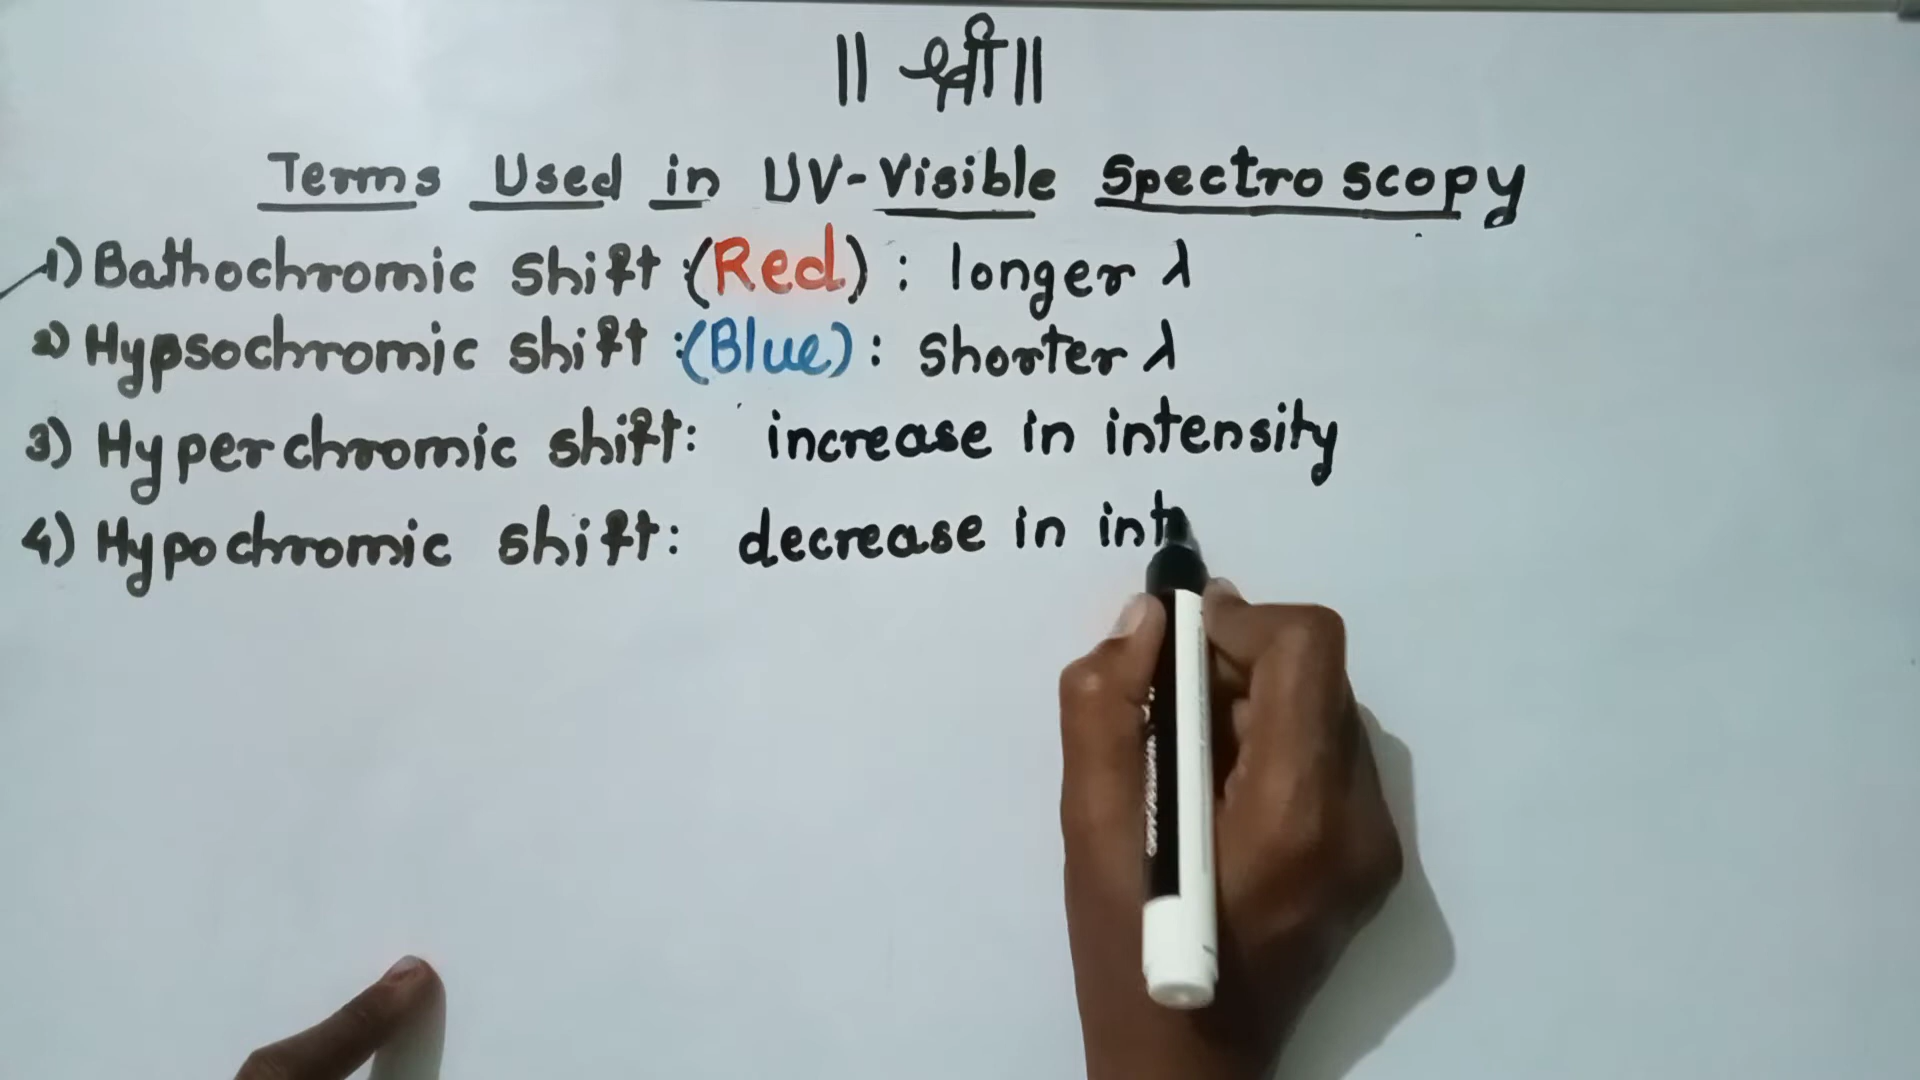 || श्री ||
Terms Used in UV-Visible Spectroscopy
1) Bathochromic shift :(Red) : longer λ
2) Hypsochromic shift :(Blue) : shorter λ
3) Hyperchromic shift: increase in intensity
4) Hypochromic shift: decrease in int